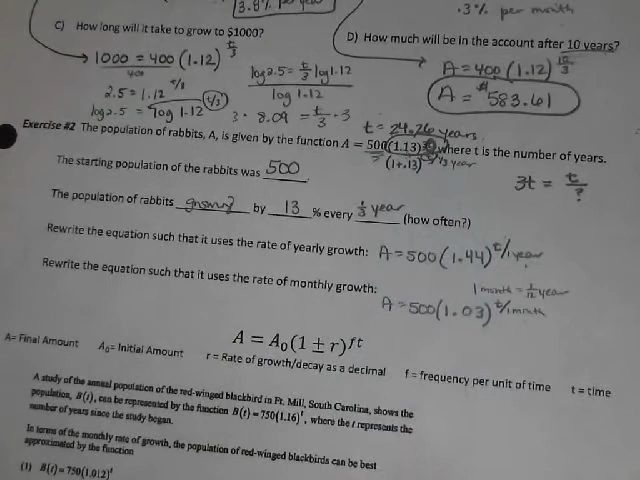 3.8% per year
.3% per month
C) How long will it take to grow to $1000?
1000 = 400 (1.12)^t/3
400
2.5 = 1.12^t/3
log 2.5 = log 1.12^(t/3)
log 2.5 = t/3 log 1.12
log 1.12
3 · 8.09 = t/3 · 3
t = 24.26 years
D) How much will be in the account after 10 years?
A = 400 (1.12)^10/3
A = $583.61
Exercise #2 The population of rabbits, A, is given by the function A = 500(1.13)^3t, where t is the number of years.
(1+.13)^t/⅓ year
3t = t/?
The starting population of the rabbits was 500
The population of rabbits grows by 13 % every ⅓ year (how often?)
Rewrite the equation such that it uses the rate of yearly growth: A = 500 (1.44)^t/1 year
Rewrite the equation such that it uses the rate of monthly growth:
1 month = 1/12 year
A = 500 (1.03)^t/1 month
A = A₀(1 ± r)^ft
A= Final Amount A₀= Initial Amount r = Rate of growth/decay as a decimal f = frequency per unit of time t = time
A study of the annual population of the red-winged blackbird in Ft. Mill, South Carolina, shows the
population, B(t), can be represented by the function B(t) = 750(1.16)^t, where the t represents the
number of years since the study began.
In terms of the monthly rate of growth, the population of red-winged blackbirds can be best
approximated by the function
(1) B(t) = 750(1.012)^t